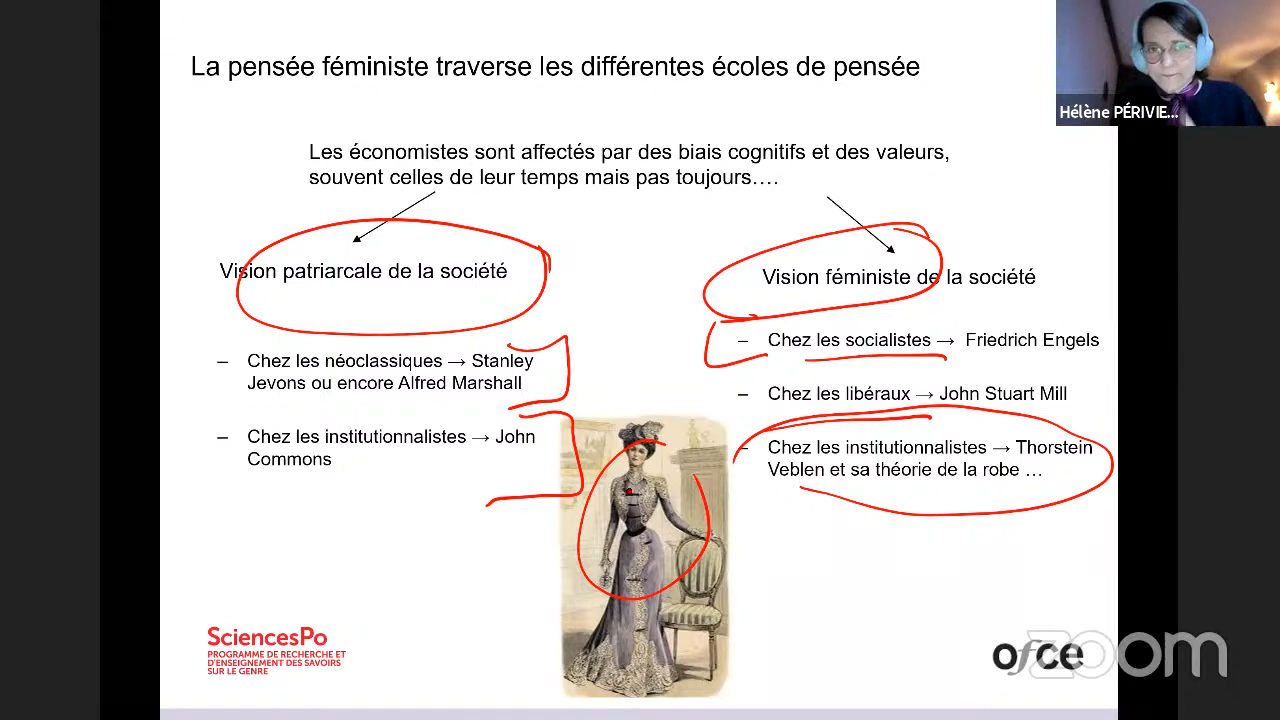 La pensée féministe traverse les différentes écoles de pensée
Hélène PÉRIVIE...
Les économistes sont affectés par des biais cognitifs et des valeurs,
souvent celles de leur temps mais pas toujours….
Vision patriarcale de la société
– Chez les néoclassiques → Stanley
Jevons ou encore Alfred Marshall
– Chez les institutionnalistes → John
Commons
Vision féministe de la société
– Chez les socialistes → Friedrich Engels
– Chez les libéraux → John Stuart Mill
– Chez les institutionnalistes → Thorstein
Veblen et sa théorie de la robe …
SciencesPo
PROGRAMME DE RECHERCHE ET
D'ENSEIGNEMENT DES SAVOIRS
SUR LE GENRE
ofce
zoom